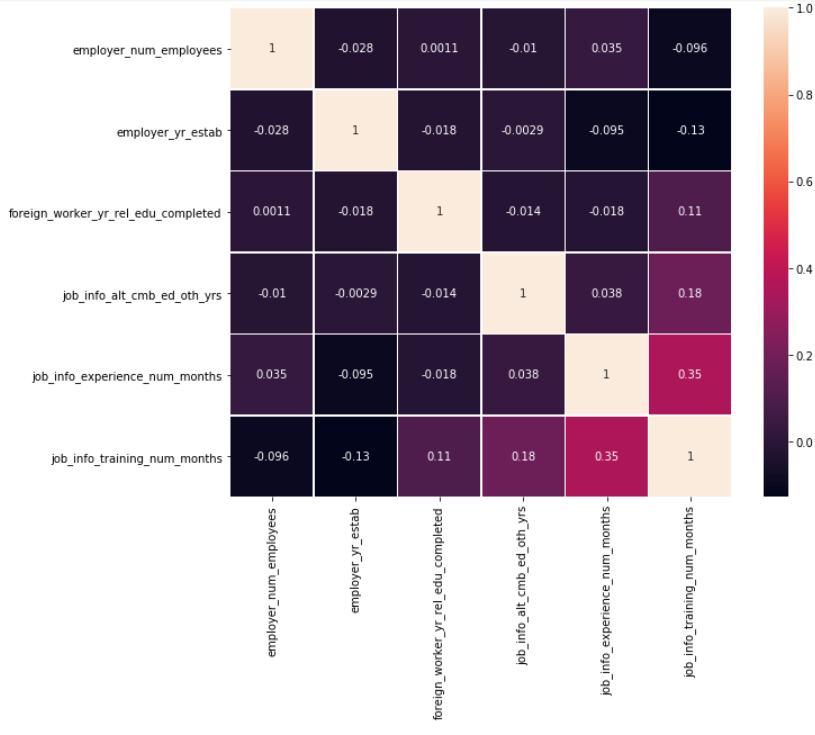 employer_num_employees 1 -0.028 0.0011 -0.01 0.035 -0.096
employer_yr_estab -0.028 1 -0.018 -0.0029 -0.095 -0.13
foreign_worker_yr_rel_edu_completed 0.0011 -0.018 1 -0.014 -0.018 0.11
job_info_alt_cmb_ed_oth_yrs -0.01 -0.0029 -0.014 1 0.038 0.18
job_info_experience_num_months 0.035 -0.095 -0.018 0.038 1 0.35
job_info_training_num_months -0.096 -0.13 0.11 0.18 0.35 1
employer_num_employees
employer_yr_estab
foreign_worker_yr_rel_edu_completed
job_info_alt_cmb_ed_oth_yrs
job_info_experience_num_months
job_info_training_num_months
1.0
0.8
0.6
0.4
0.2
0.0